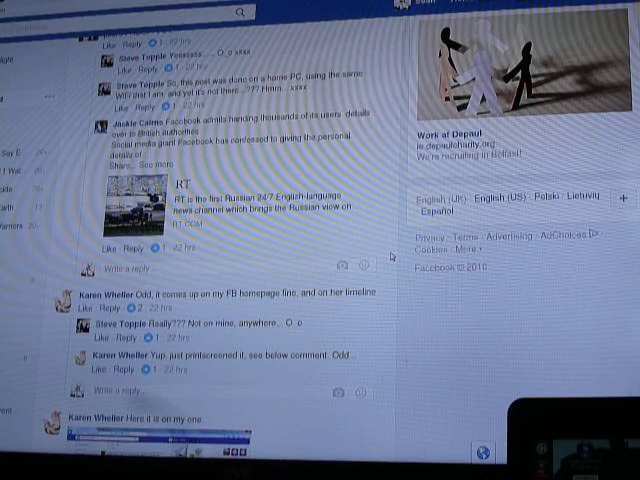 Like · Reply · 1 · 22 hrs
Steve Topple Yesssss..... O_o xxxx
Like · Reply · 1 · 22 hrs
Steve Topple So, this post was done on a home PC, using the same
WiFi that I am, and yet it's not there...??? Hmm... xxxx
Like · Reply · 1 · 22 hrs
Jackie Cairns Facebook admits handing thousands of its users' details
over to British authorities
Social media giant Facebook has confessed to giving the personal
details of
Share... See more
RT
RT is the first Russian 24/7 English-language
news channel which brings the Russian view on
RT.COM
Like · Reply · 1 · 22 hrs
Write a reply...
Karen Wheller Odd, it comes up on my FB homepage fine, and on her timeline
Like · Reply · 2 · 22 hrs
Steve Topple Really??? Not on mine, anywhere... O_o
Like · Reply · 1 · 22 hrs
Karen Wheller Yup, just printscreened it, see below comment. Odd...
Like · Reply · 1 · 22 hrs
Write a reply...
Karen Wheller Here it is on my one
Work at Depaul
ie.depaulcharity.org
We're recruiting in Belfast!
English (UK) · English (US) · Polski · Lietuvių
Español
+
Privacy · Terms · Advertising · AdChoices
Cookies · More
Facebook © 2016